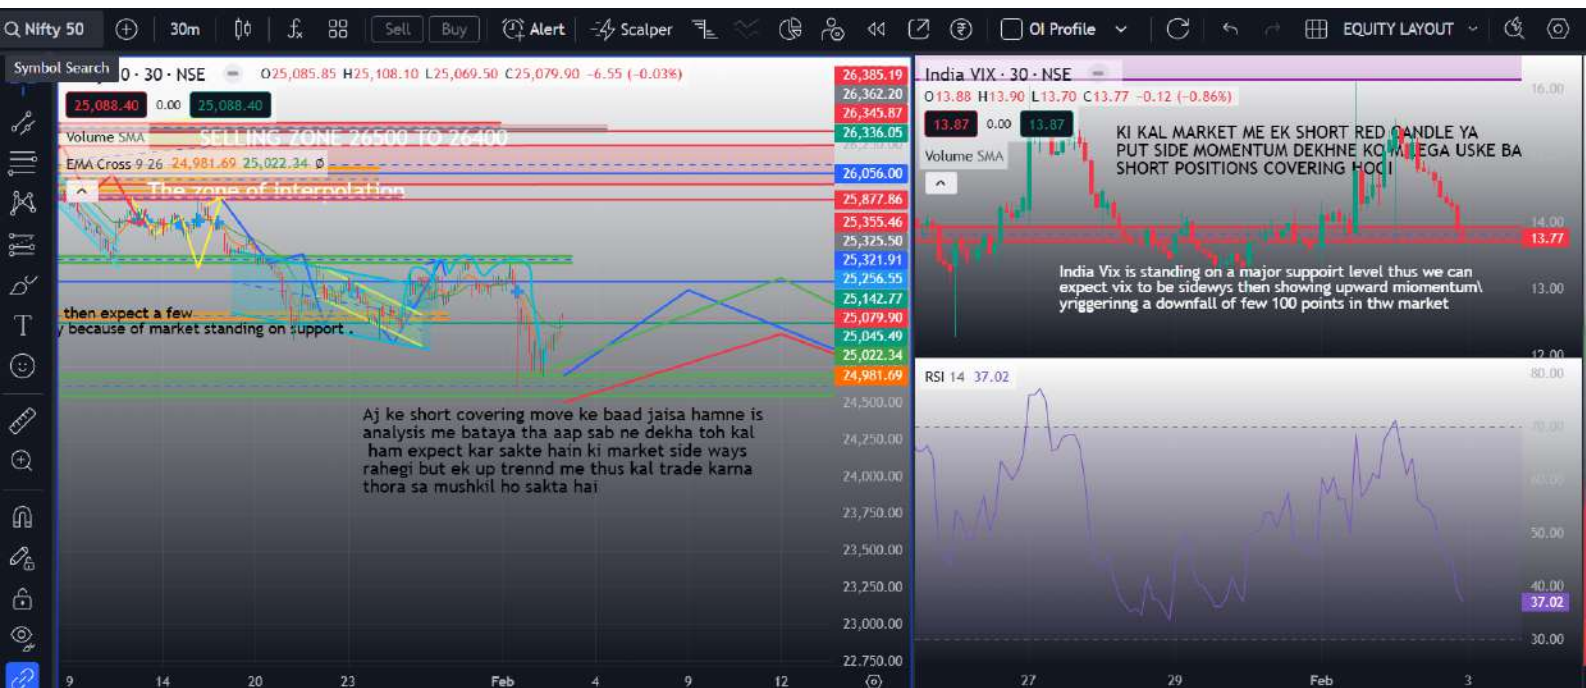 Nifty 50
30m
Sell
Buy
Alert
Scalper
OI Profile
EQUITY LAYOUT
Symbol Search
0 · 30 · NSE
O25,085.85 H25,108.10 L25,069.50 C25,079.90 -6.55 (-0.03%)
25,088.40 0.00 25,088.40
Volume SMA
SELLING ZONE 26500 TO 26400
EMA Cross 9 26 24,981.69 25,022.34 Ø
The zone of interpolation
then expect a few
y because of market standing on support .
Aj ke short covering move ke baad jaisa hamne is
analysis me bataya tha aap sab ne dekha toh kal
ham expect kar sakte hain ki market side ways
rahegi but ek up trennd me thus kal trade karna
thora sa mushkil ho sakta hai
26,385.19
26,362.20
26,345.87
26,336.05
26,056.00
25,877.86
25,355.46
25,325.50
25,321.91
25,256.55
25,142.77
25,079.90
25,045.49
25,022.34
24,981.69
24,500.00
24,250.00
24,000.00
23,750.00
23,500.00
23,250.00
23,000.00
22.750.00
9 14 20 23 Feb 4 9 12
India VIX · 30 · NSE
O13.88 H13.90 L13.70 C13.77 -0.12 (-0.86%)
13.87 0.00 13.87
Volume SMA
KI KAL MARKET ME EK SHORT RED CANDLE YA
PUT SIDE MOMENTUM DEKHNE KO USKE BA
SHORT POSITIONS COVERING HOGI
India Vix is standing on a major suppoirt level thus we can
expect vix to be sidewys then showing upward miomentum\
yriggerinng a downfall of few 100 points in thw market
16.00
14.00
13.77
13.00
12.00
RSI 14 37.02
80.00
70.00
60.00
50.00
40.00
37.02
30.00
27 29 Feb 3